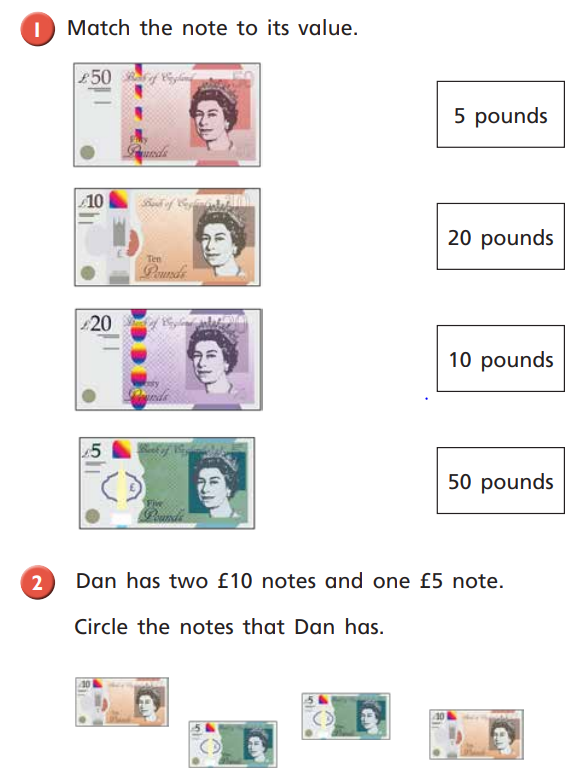 1 Match the note to its value.
£50 Bank of England 50
Fifty
Pounds
5 pounds
£10 Bank of England 10
Ten
Pounds
20 pounds
£20 Bank of England
Pounds
10 pounds
£5 Bank of England
Five
Pounds
50 pounds
2 Dan has two £10 notes and one £5 note.
Circle the notes that Dan has.
£10
£5
£5
£10